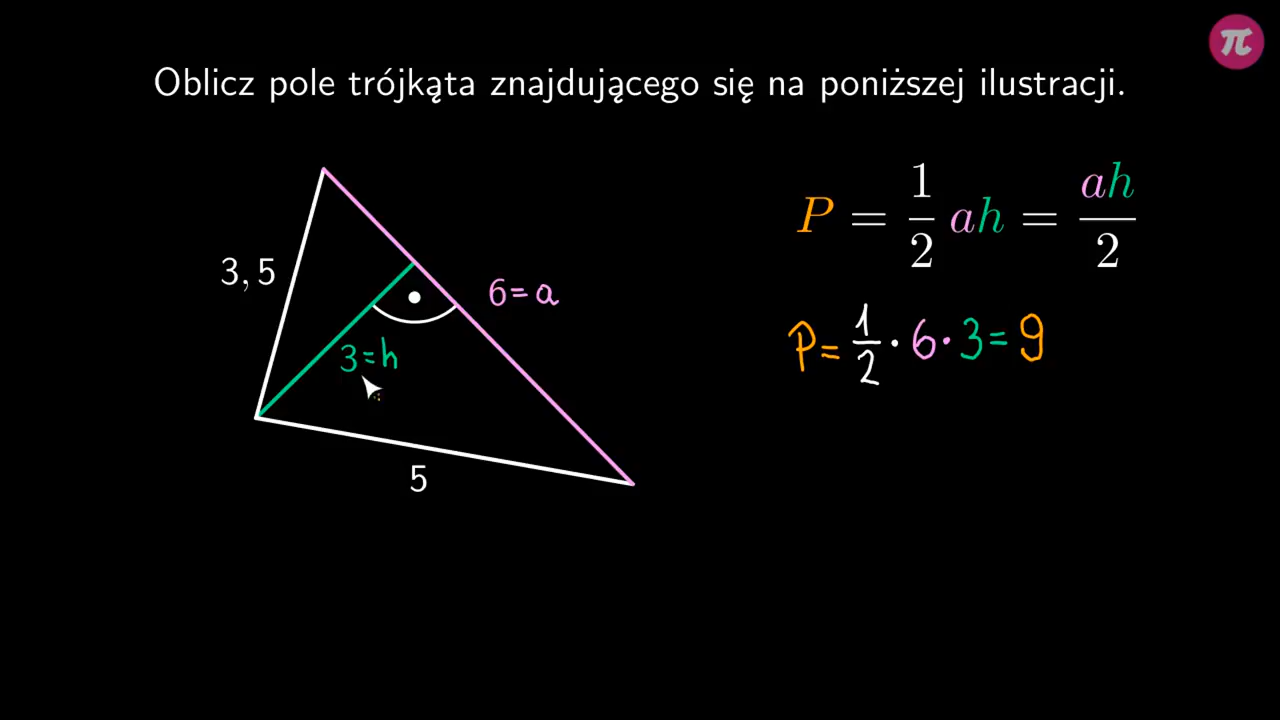 π
Oblicz pole trójkąta znajdującego się na poniższej ilustracji.
P = 1/2 ah = ah/2
3,5
6=a
P= 1/2 · 6 · 3 = 9
3=h
5